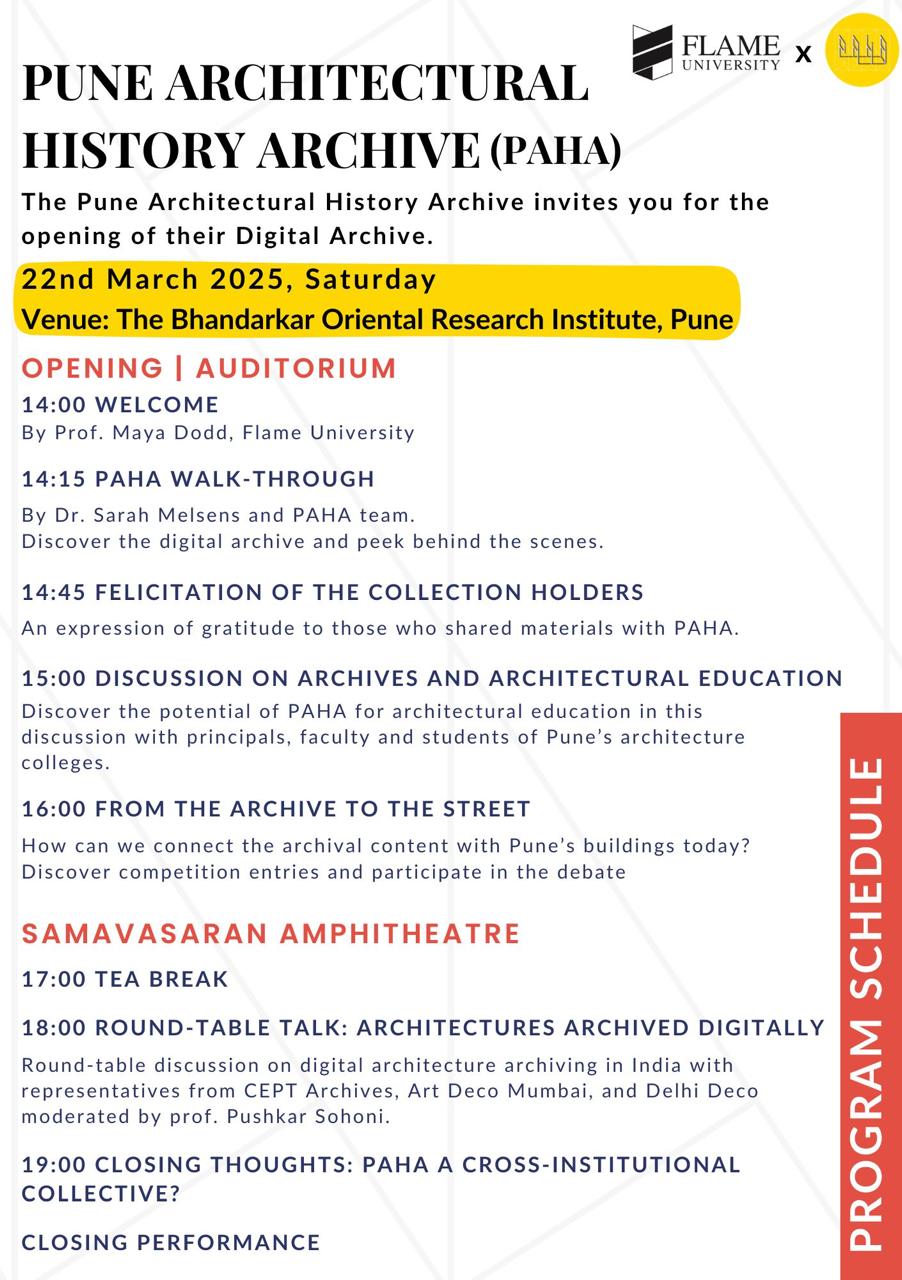 FLAME
UNIVERSITY
X
PUNE ARCHITECTURAL
HISTORY ARCHIVE (PAHA)
The Pune Architectural History Archive invites you for the
opening of their Digital Archive.
22nd March 2025, Saturday
Venue: The Bhandarkar Oriental Research Institute, Pune
OPENING | AUDITORIUM
14:00 WELCOME
By Prof. Maya Dodd, Flame University
14:15 PAHA WALK-THROUGH
By Dr. Sarah Melsens and PAHA team.
Discover the digital archive and peek behind the scenes.
14:45 FELICITATION OF THE COLLECTION HOLDERS
An expression of gratitude to those who shared materials with PAHA.
15:00 DISCUSSION ON ARCHIVES AND ARCHITECTURAL EDUCATION
Discover the potential of PAHA for architectural education in this
discussion with principals, faculty and students of Pune’s architecture
colleges.
16:00 FROM THE ARCHIVE TO THE STREET
How can we connect the archival content with Pune’s buildings today?
Discover competition entries and participate in the debate
SAMAVASARAN AMPHITHEATRE
17:00 TEA BREAK
18:00 ROUND-TABLE TALK: ARCHITECTURES ARCHIVED DIGITALLY
Round-table discussion on digital architecture archiving in India with
representatives from CEPT Archives, Art Deco Mumbai, and Delhi Deco
moderated by prof. Pushkar Sohoni.
19:00 CLOSING THOUGHTS: PAHA A CROSS-INSTITUTIONAL
COLLECTIVE?
CLOSING PERFORMANCE
PROGRAM SCHEDULE